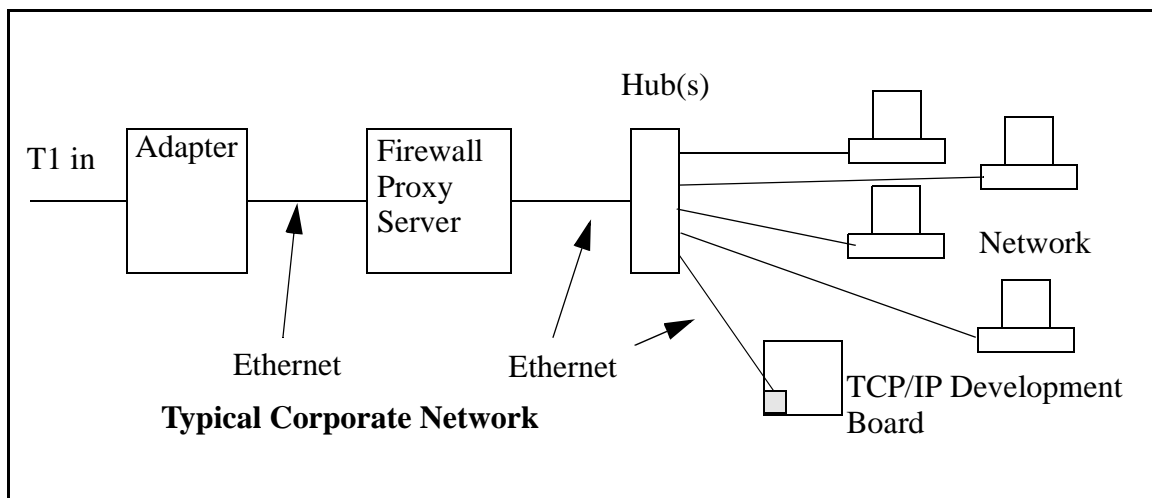 Hub(s)
T1 in
Adapter
Firewall
Proxy
Server
Network
Ethernet
Ethernet
TCP/IP Development
Board
Typical Corporate Network